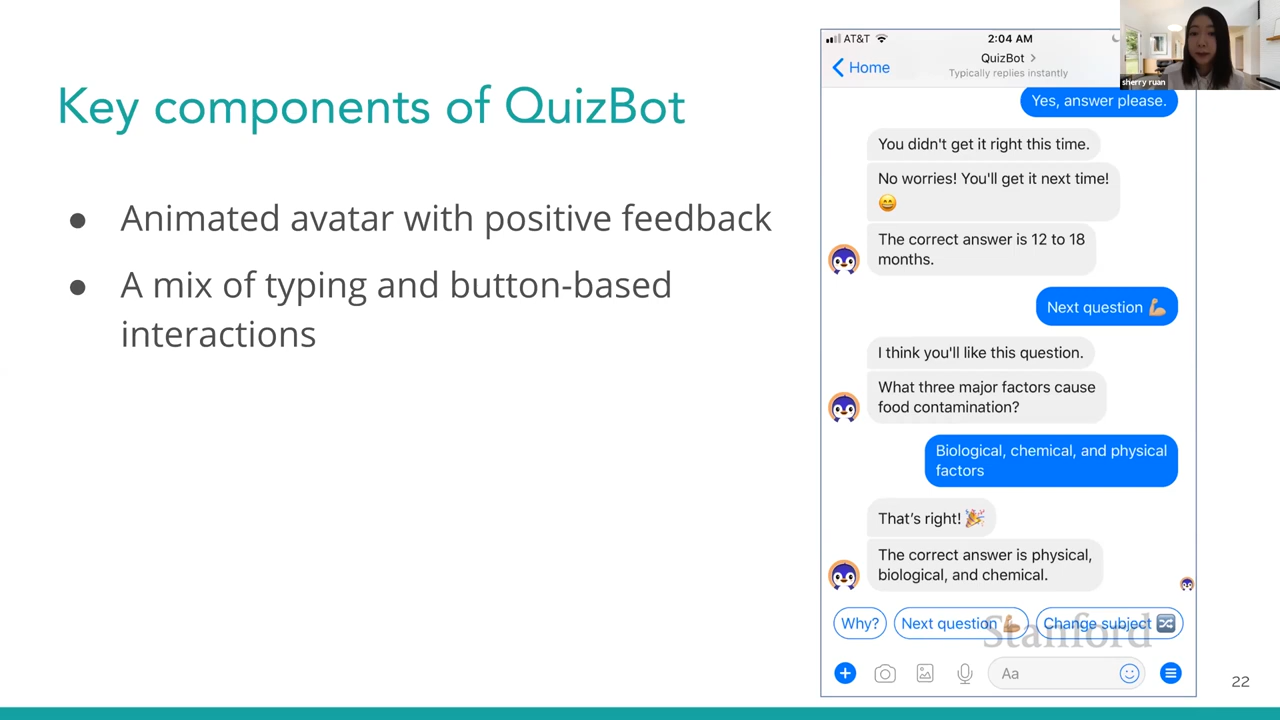 Key components of QuizBot
● Animated avatar with positive feedback
● A mix of typing and button-based
interactions
AT&T
2:04 AM
Home
QuizBot
Typically replies instantly
sherry ruan
Yes, answer please.
You didn't get it right this time.
No worries! You'll get it next time!
😄
The correct answer is 12 to 18
months.
Next question 💪🏼
I think you'll like this question.
What three major factors cause
food contamination?
Biological, chemical, and physical
factors
That's right! 🎉
The correct answer is physical,
biological, and chemical.
Why?
Next question 💪🏼
Change subject 🔀
Stanford
Aa
22